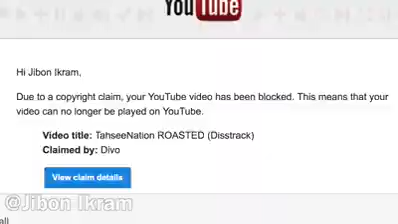 YouTube
Hi Jibon Ikram,
Due to a copyright claim, your YouTube video has been blocked. This means that your
video can no longer be played on YouTube.
Video title: TahseeNation ROASTED (Disstrack)
Claimed by: Divo
View claim details
@Jibon Ikram